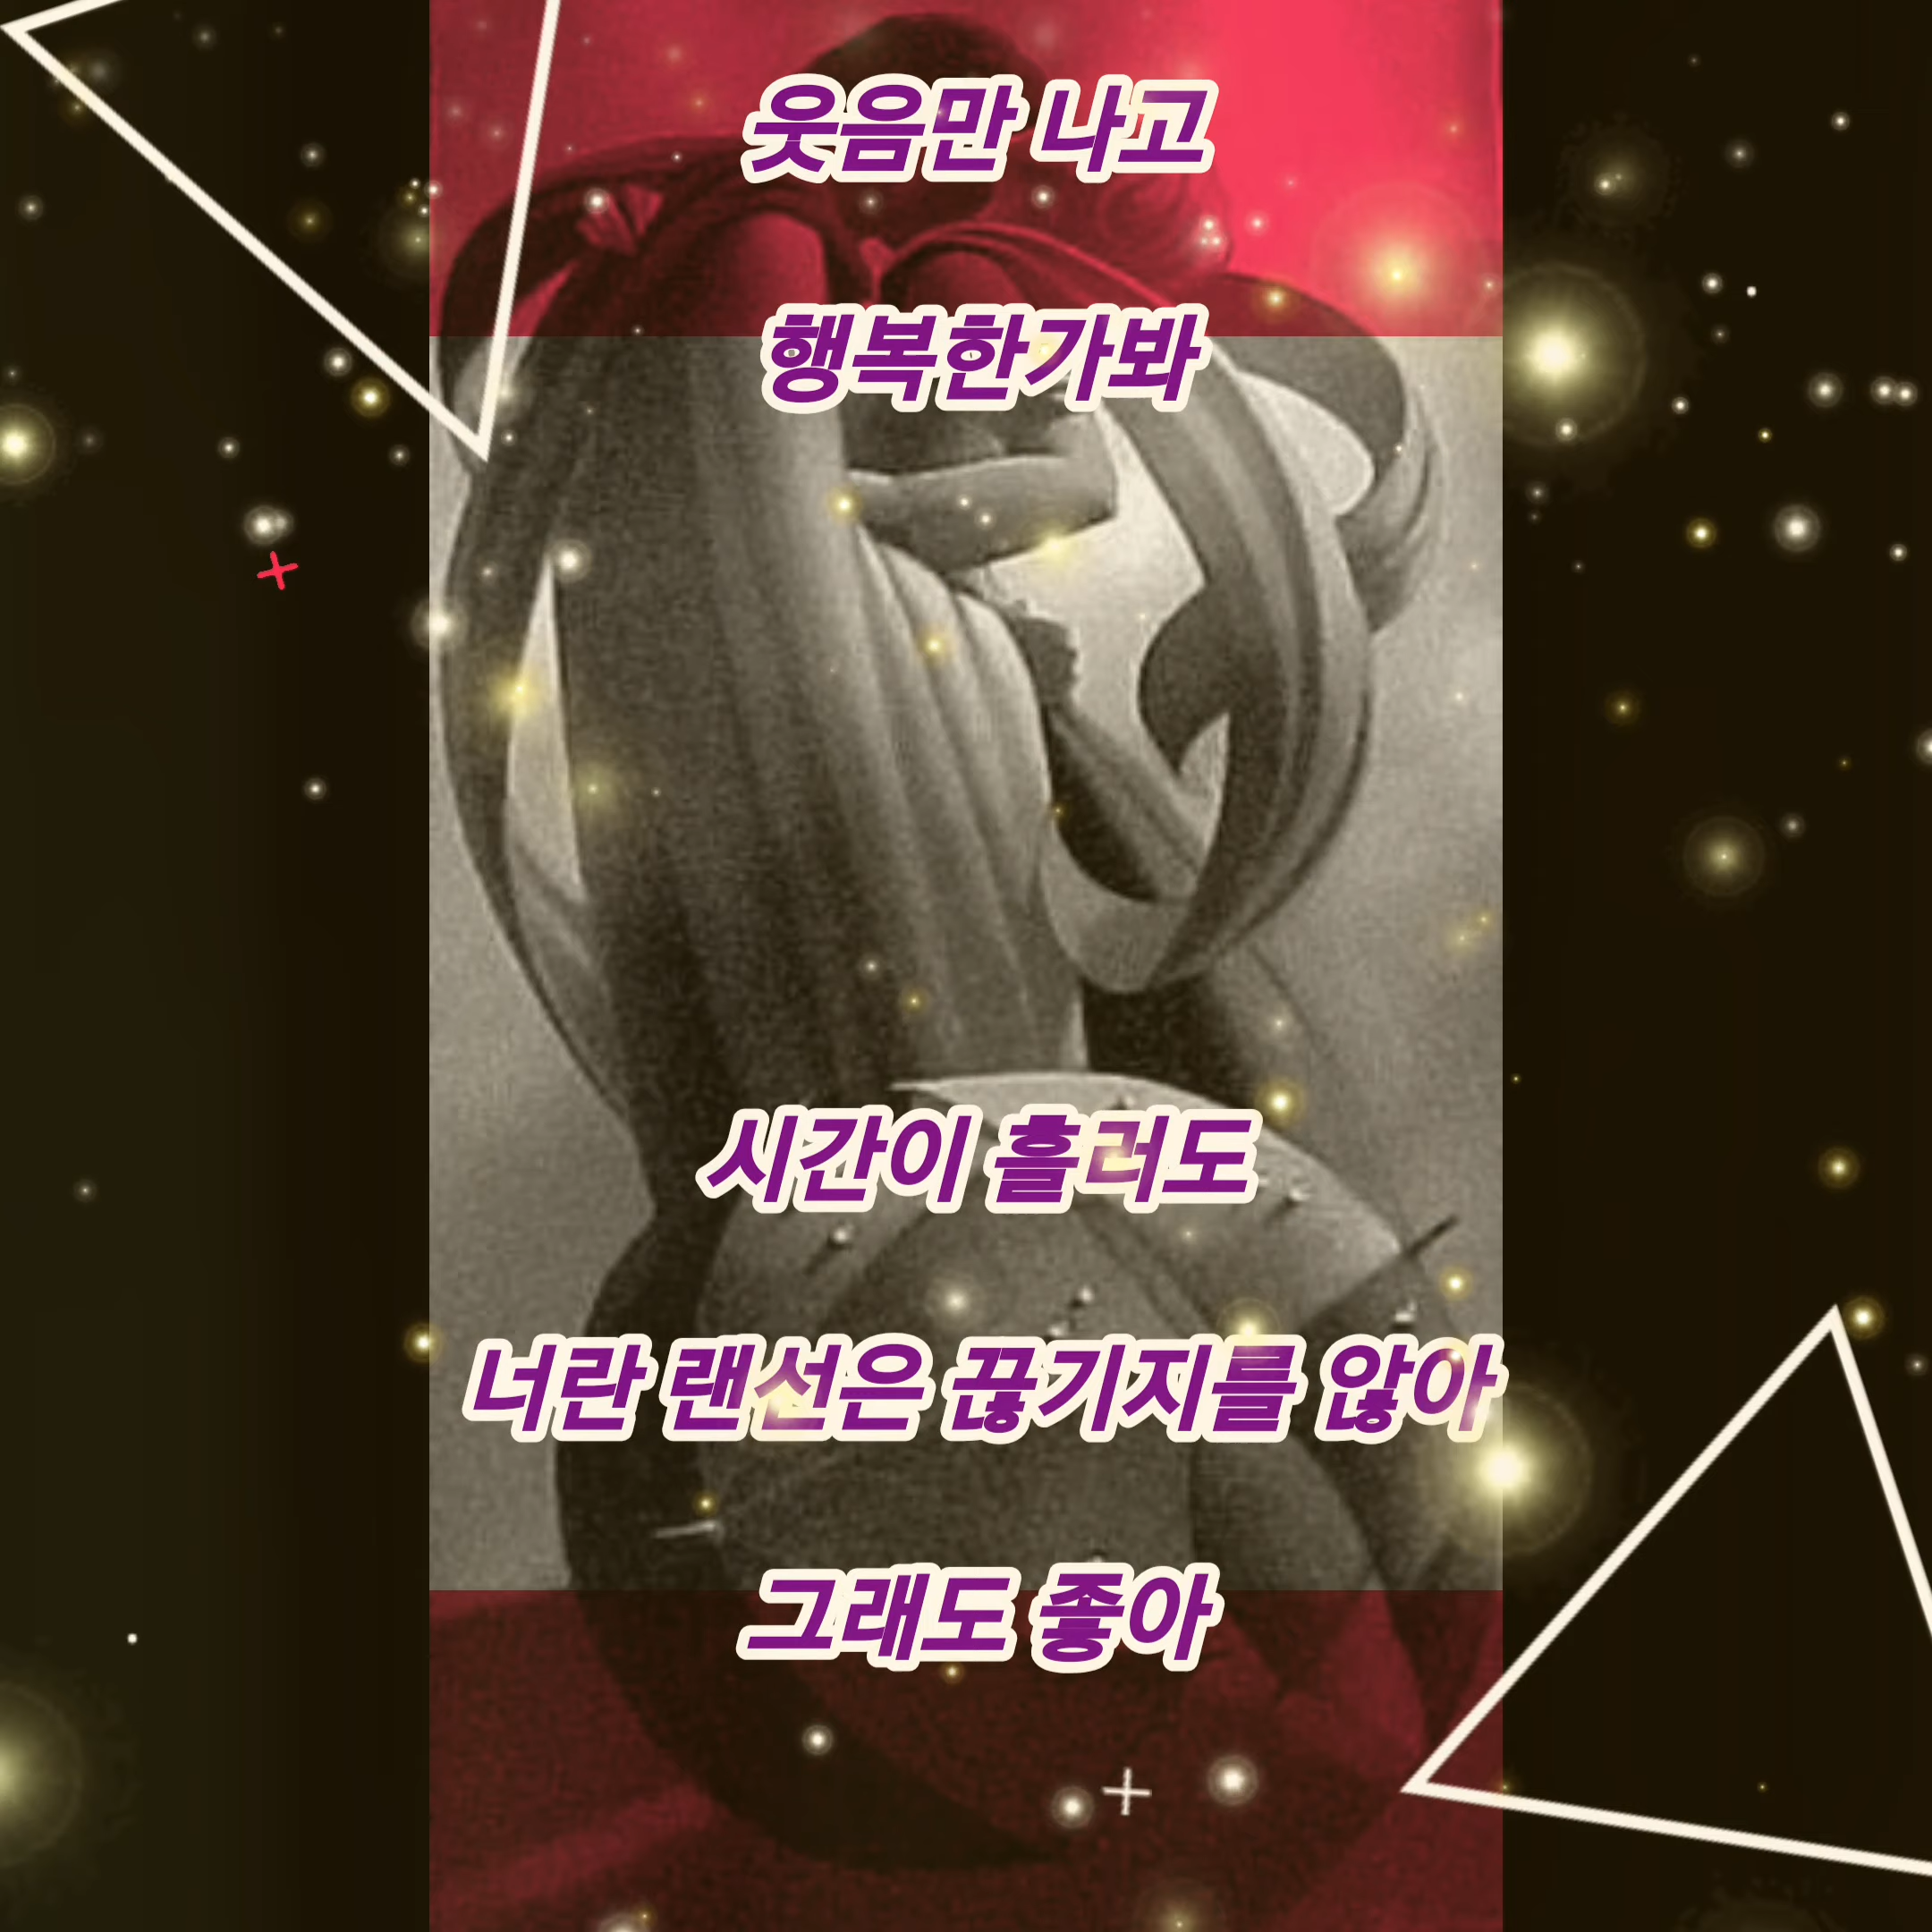 웃음만 나고
행복한가봐
시간이 흘러도
너란 랜선은 끊기지를 않아
그래도 좋아